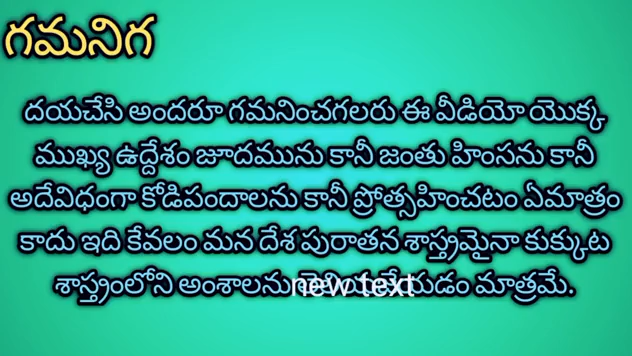 గమనిగ
దయచేసి అందరూ గమనించగలరు ఈ వీడియో యొక్క
ముఖ్య ఉద్దేశం జూదమును కానీ జంతు హింసను కానీ
అదేవిధంగా కోడిపందాలను కానీ ప్రోత్సహించటం ఏమాత్రం
కాదు ఇది కేవలం మన దేశ పురాతన శాస్త్రమైనా కుక్కుట
శాస్త్రంలోని అంశాలను మాత్రమే.
new text